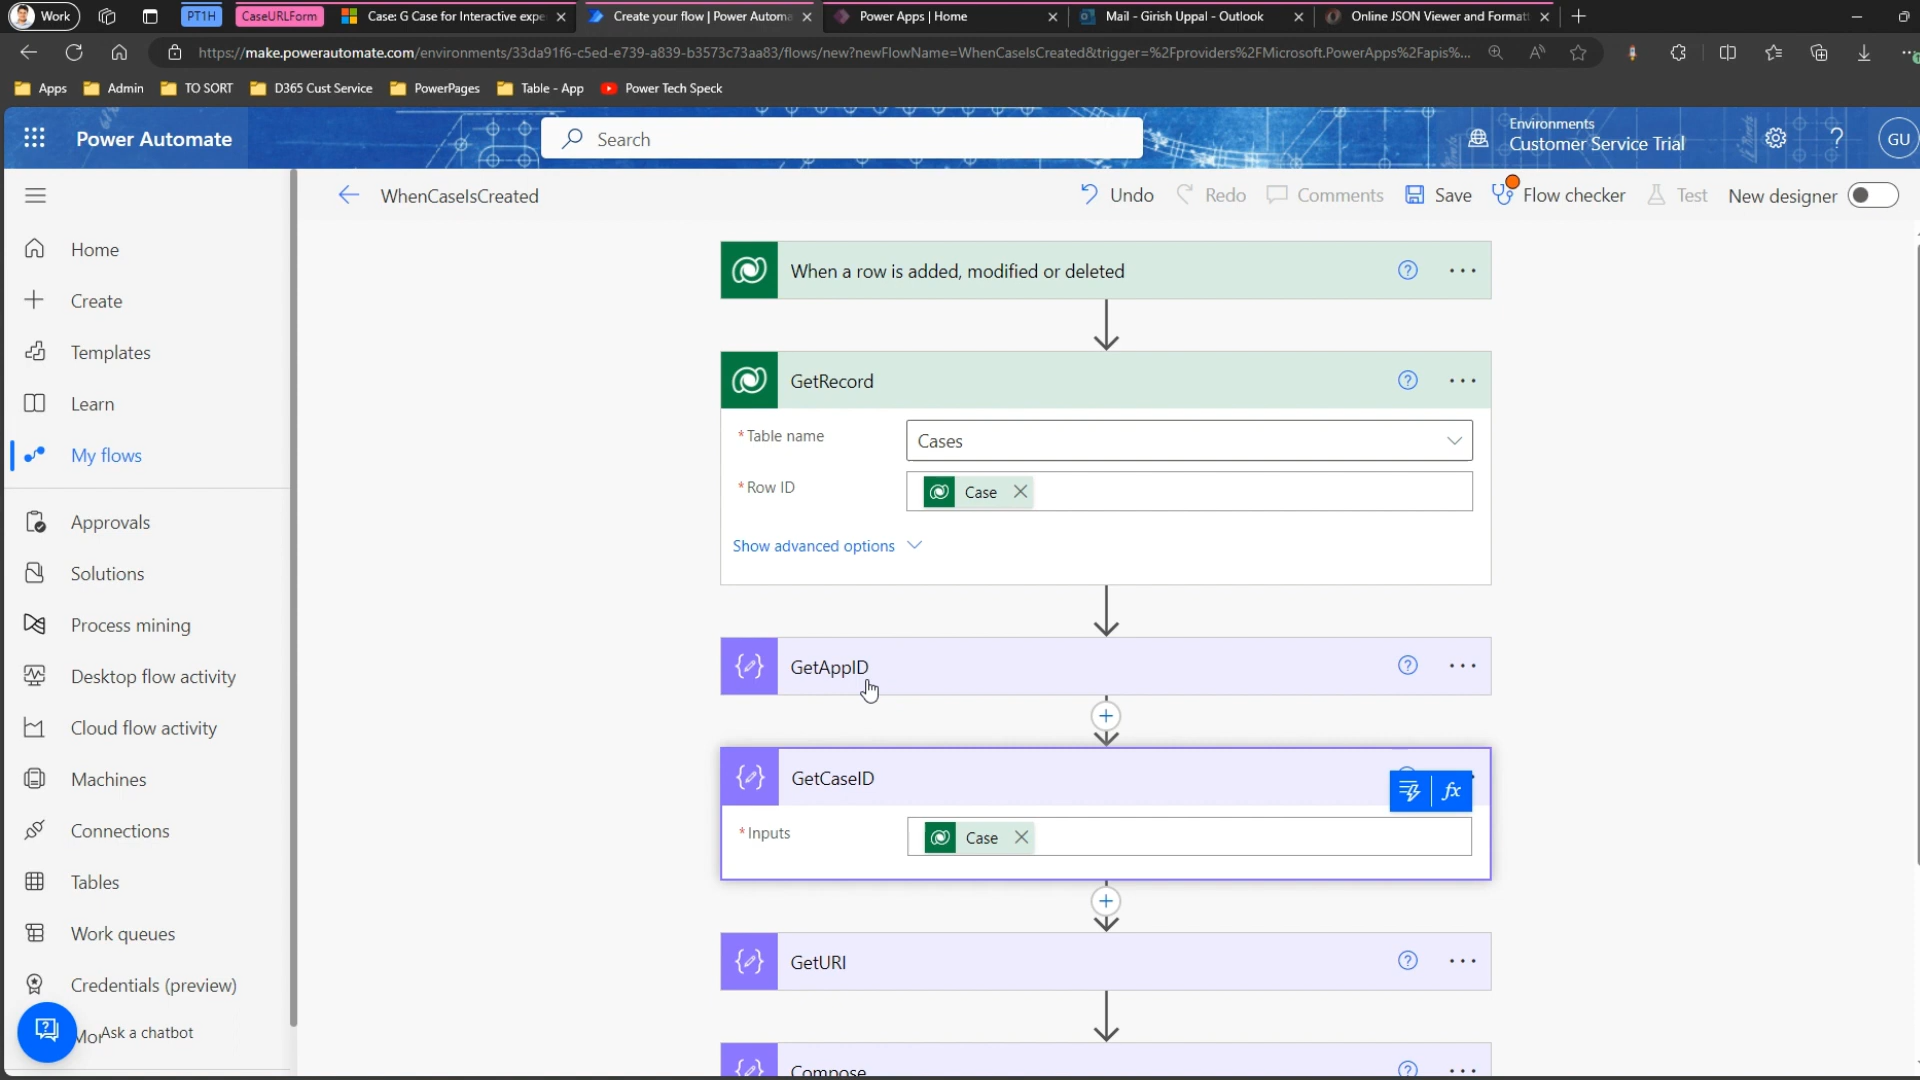 Work
PT1H
CaseURLForm
Case: G Case for Interactive expe
Create your flow | Power Automa
Power Apps | Home
Mail - Girish Uppal - Outlook
Online JSON Viewer and Formatt
https://make.powerautomate.com/environments/33da91f6-c5ed-e739-a839-b3573c73aa83/flows/new?newFlowName=WhenCaseIsCreated&trigger=%2Fproviders%2FMicrosoft.PowerApps%2Fapis%...
Apps
Admin
TO SORT
D365 Cust Service
PowerPages
Table - App
Power Tech Speck
Power Automate
Search
Environments
Customer Service Trial
GU
WhenCaseIsCreated
Undo
Redo
Comments
Save
Flow checker
Test
New designer
Home
Create
Templates
Learn
My flows
Approvals
Solutions
Process mining
Desktop flow activity
Cloud flow activity
Machines
Connections
Tables
Work queues
Credentials (preview)
Mor
Ask a chatbot
When a row is added, modified or deleted
GetRecord
* Table name
Cases
* Row ID
Case
Show advanced options
GetAppID
GetCaseID
fx
* Inputs
Case
GetURI
Compose